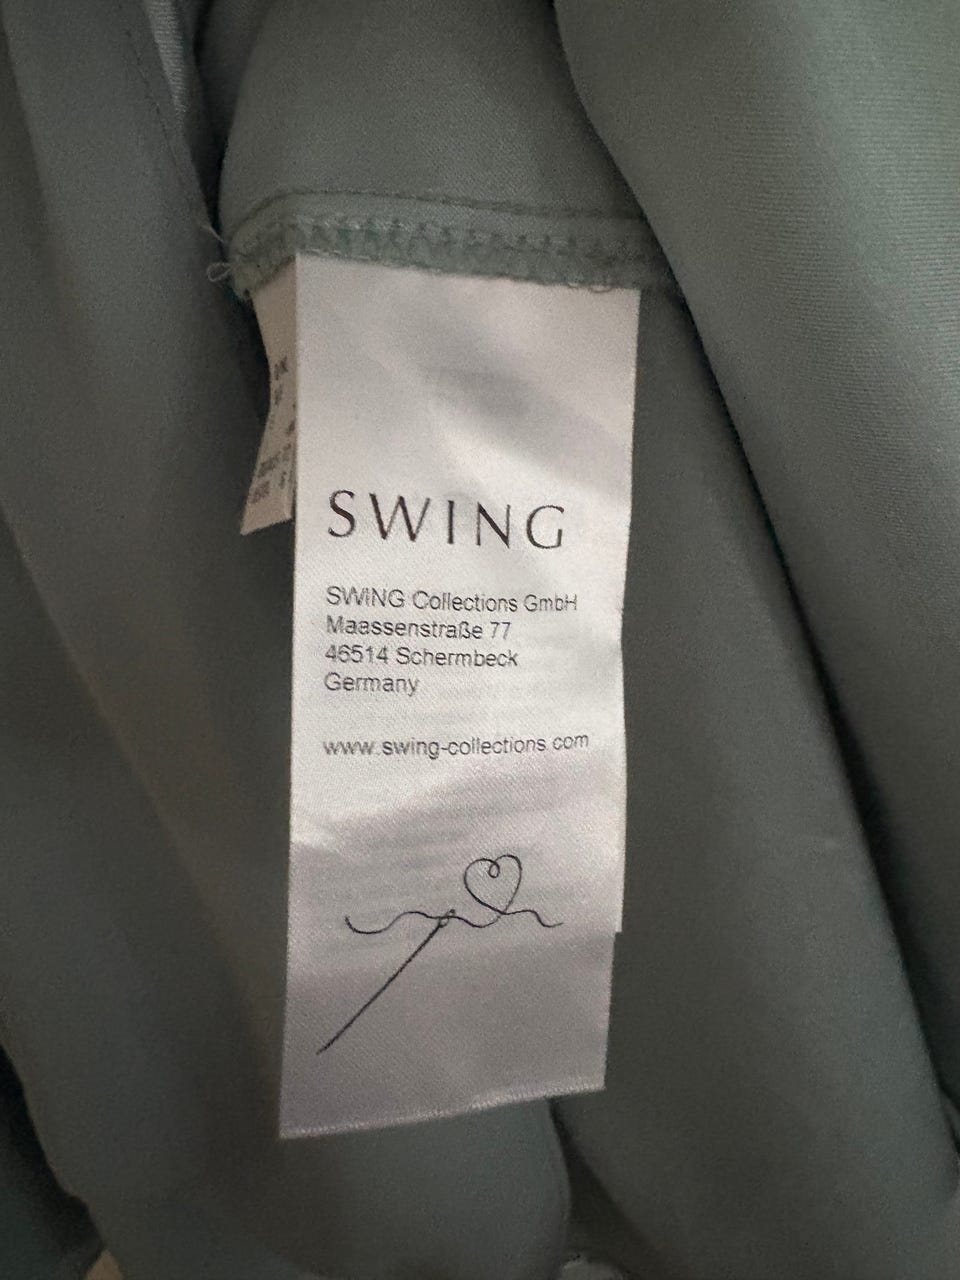 SWING
SWING Collections GmbH
Maassenstraße 77
46514 Schermbeck
Germany
www.swing-collections.com